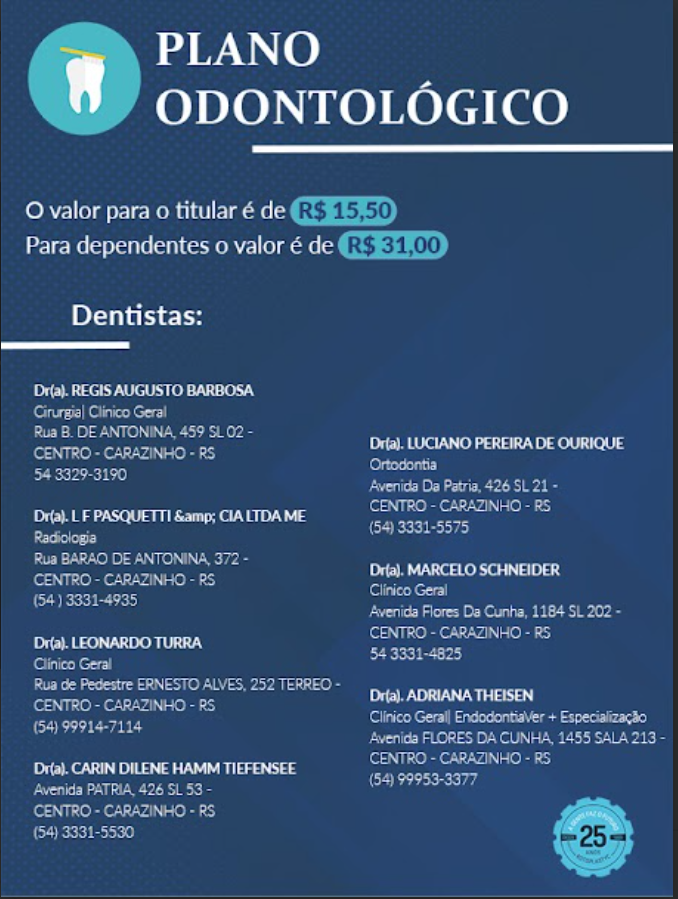 PLANO
ODONTOLÓGICO
O valor para o titular é de R$ 15,50
Para dependentes o valor é de R$ 31,00
Dentistas:
Dr(a). REGIS AUGUSTO BARBOSA
Cirurgia| Clínico Geral
Rua B. DE ANTONINA, 459 SL 02 -
CENTRO - CARAZINHO - RS
54 3329-3190
Dr(a). L F PASQUETTI &amp; CIA LTDA ME
Radiologia
Rua BARAO DE ANTONINA, 372 -
CENTRO - CARAZINHO - RS
(54 ) 3331-4935
Dr(a). LEONARDO TURRA
Clínico Geral
Rua de Pedestre ERNESTO ALVES, 252 TERREO -
CENTRO - CARAZINHO - RS
(54) 99914-7114
Dr(a). CARIN DILENE HAMM TIEFENSEE
Avenida PATRIA, 426 SL 53 -
CENTRO - CARAZINHO - RS
(54) 3331-5530
Dr(a). LUCIANO PEREIRA DE OURIQUE
Ortodontia
Avenida Da Patria, 426 SL 21 -
CENTRO - CARAZINHO - RS
(54) 3331-5575
Dr(a). MARCELO SCHNEIDER
Clínico Geral
Avenida Flores Da Cunha, 1184 SL 202 -
CENTRO - CARAZINHO - RS
54 3331-4825
Dr(a). ADRIANA THEISEN
Clínico Geral| EndodontiaVer + Especialização
Avenida FLORES DA CUNHA, 1455 SALA 213 -
CENTRO - CARAZINHO - RS
(54) 99953-3377
25